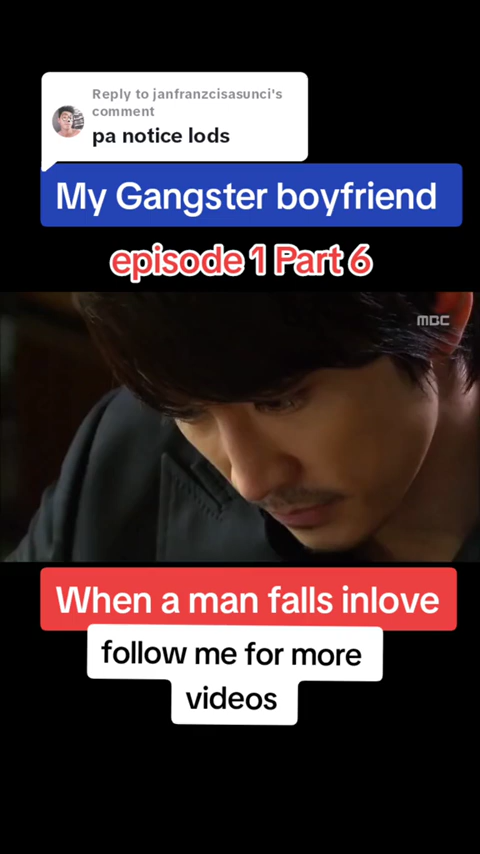 Reply to janfranzcisasunci's
comment
pa notice lods
My Gangster boyfriend
episode 1 Part 6
MBC
When a man falls inlove
follow me for more
videos